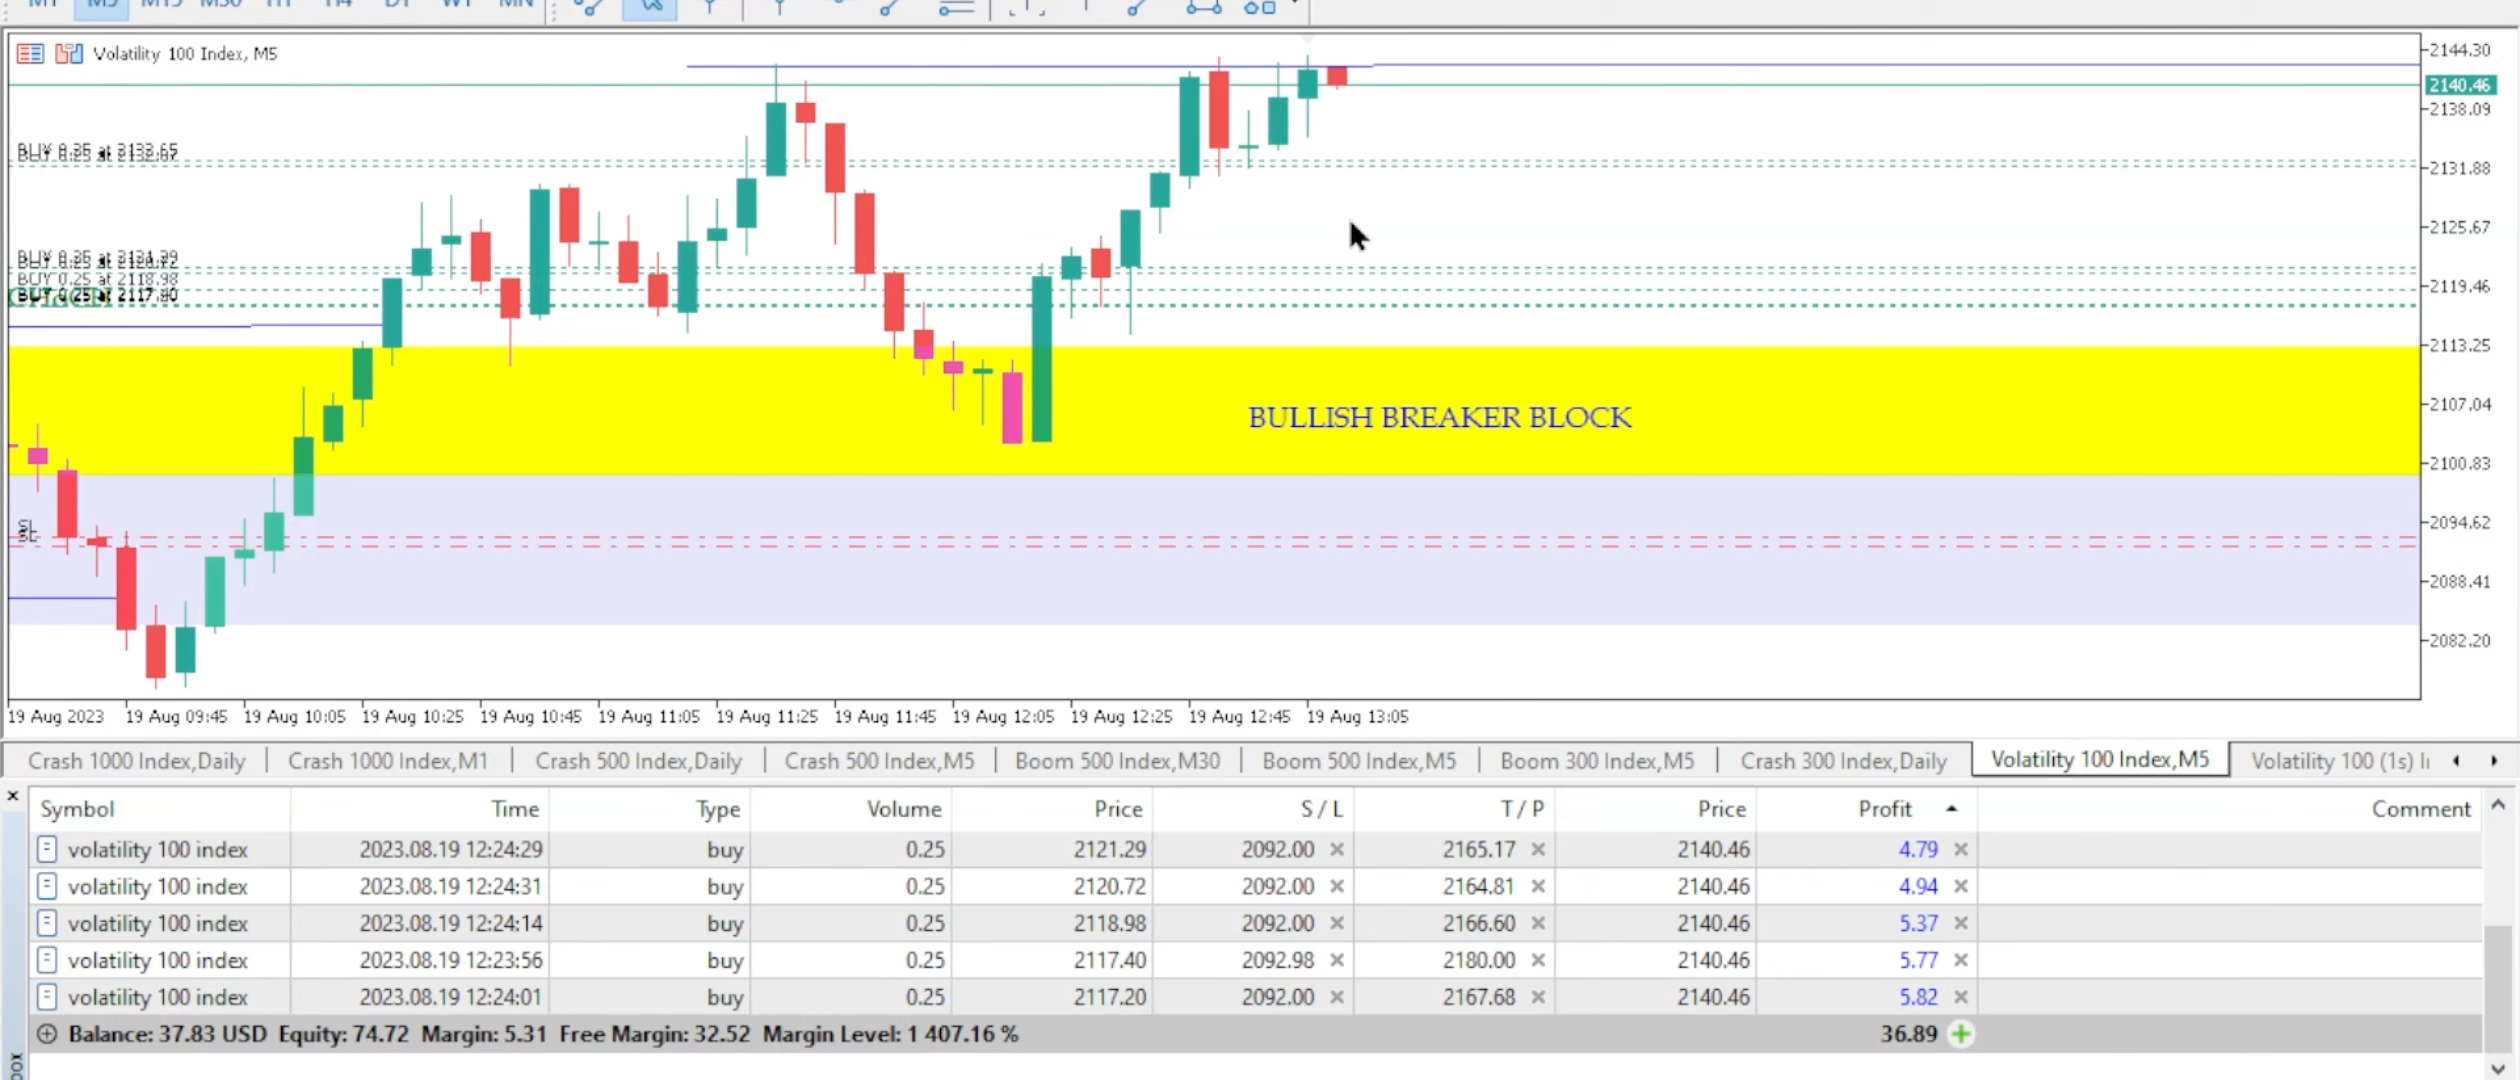 M5
Volatility 100 Index, M5
2144.30
2140.46
2138.09
2131.88
2125.67
2119.46
2113.25
2107.04
2100.83
2094.62
2088.41
2082.20
BUY 0.25 at 2118.98
BUY 0.25 at 2117.40
BULLISH BREAKER BLOCK
SL
SL
19 Aug 2023 19 Aug 09:45 19 Aug 10:05 19 Aug 10:25 19 Aug 10:45 19 Aug 11:05 19 Aug 11:25 19 Aug 11:45 19 Aug 12:05 19 Aug 12:25 19 Aug 12:45 19 Aug 13:05
Crash 1000 Index,Daily Crash 1000 Index,M1 Crash 500 Index,Daily Crash 500 Index,M5 Boom 500 Index,M30 Boom 500 Index,M5 Boom 300 Index,M5 Crash 300 Index,Daily Volatility 100 Index,M5 Volatility 100 (1s)
Symbol Time Type Volume Price S / L T / P Price Profit Comment
volatility 100 index 2023.08.19 12:24:29 buy 0.25 2121.29 2092.00 2165.17 2140.46 4.79
volatility 100 index 2023.08.19 12:24:31 buy 0.25 2120.72 2092.00 2164.81 2140.46 4.94
volatility 100 index 2023.08.19 12:24:14 buy 0.25 2118.98 2092.00 2166.60 2140.46 5.37
volatility 100 index 2023.08.19 12:23:56 buy 0.25 2117.40 2092.98 2180.00 2140.46 5.77
volatility 100 index 2023.08.19 12:24:01 buy 0.25 2117.20 2092.00 2167.68 2140.46 5.82
Balance: 37.83 USD Equity: 74.72 Margin: 5.31 Free Margin: 32.52 Margin Level: 1 407.16 % 36.89